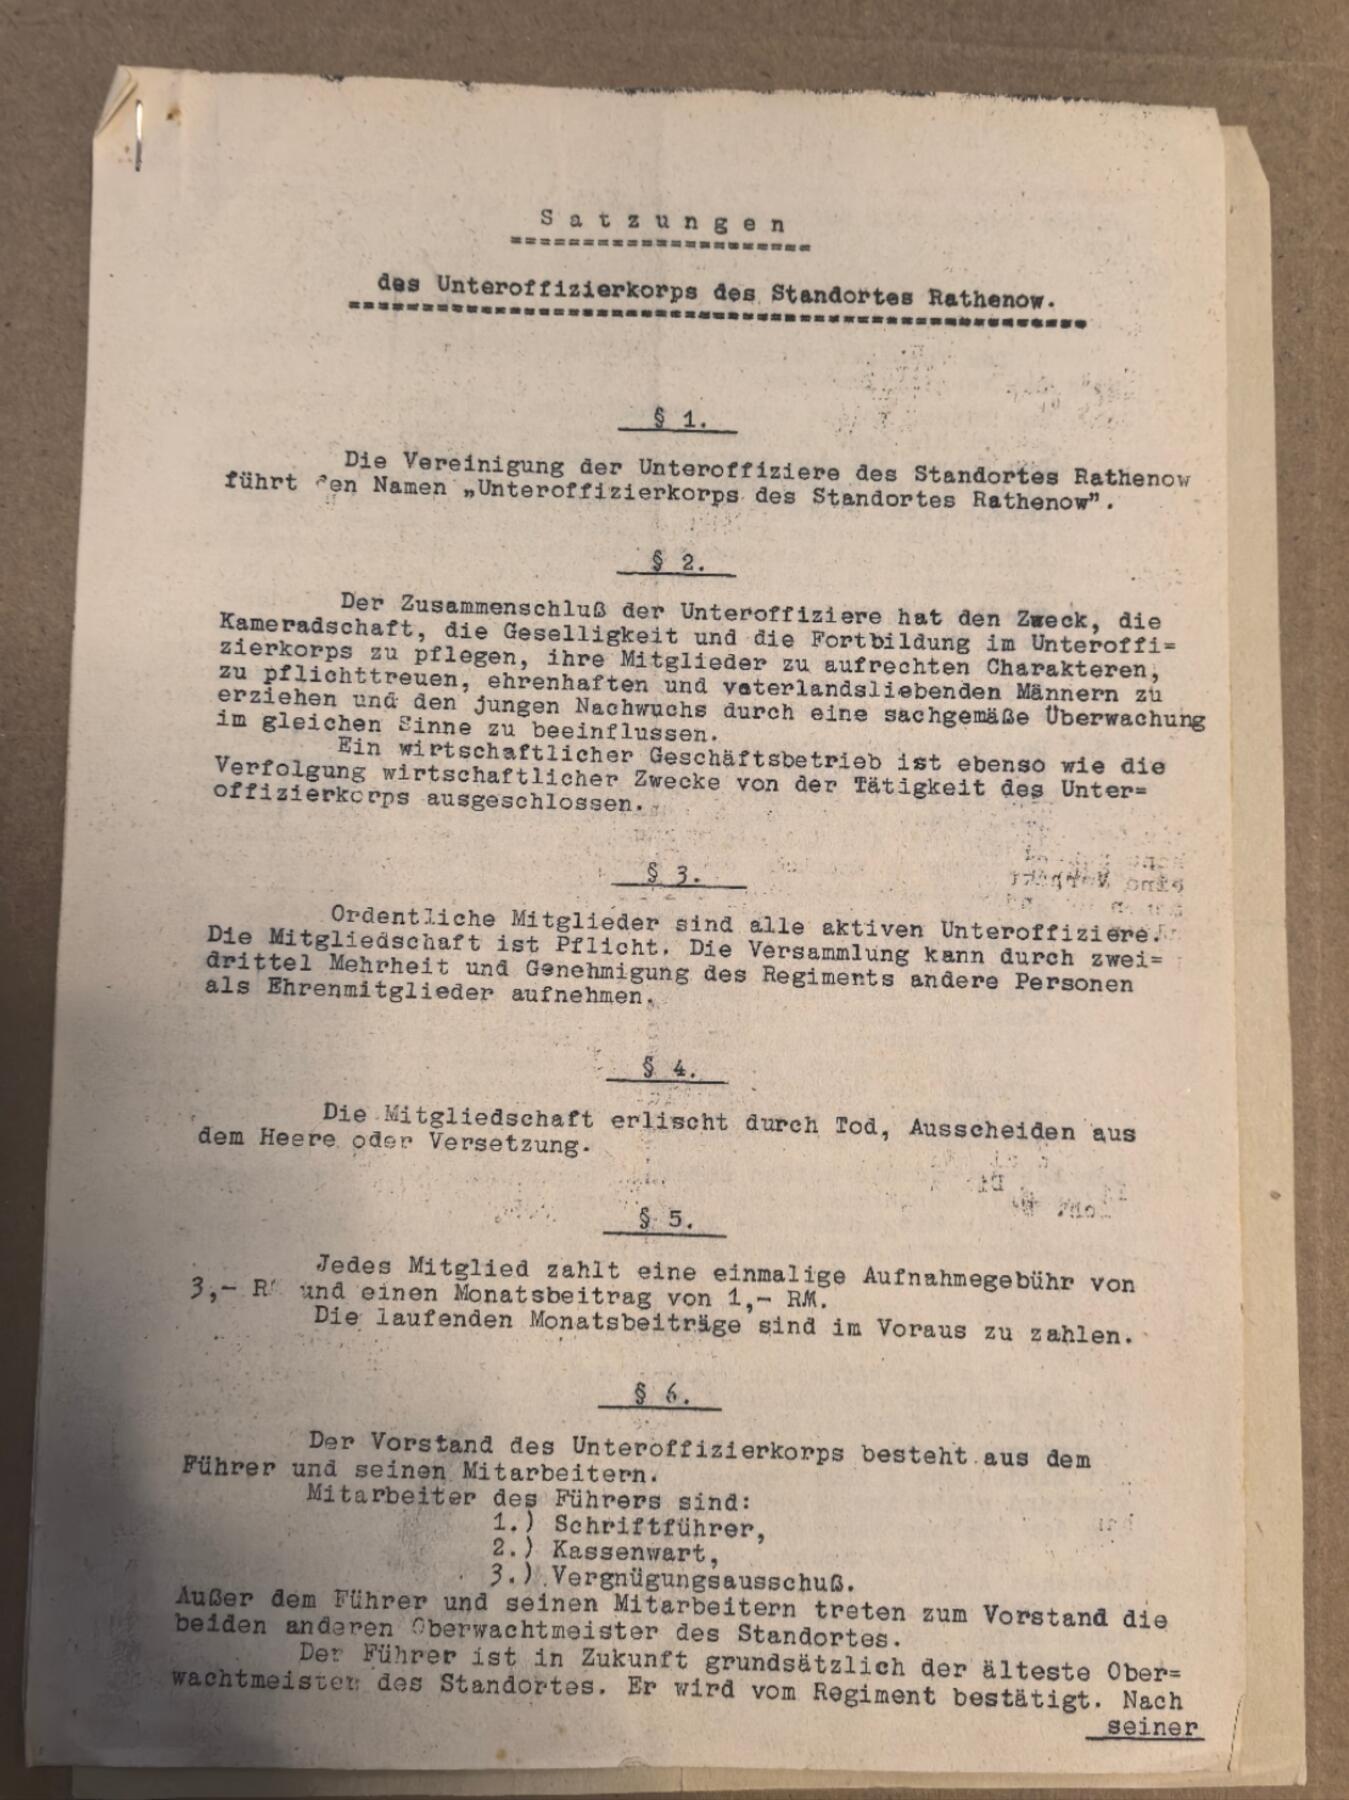 Satzungen
des Unteroffizierkorps des Standortes Rathenow.
§ 1.
Die Vereinigung der Unteroffiziere des Standortes Rathenow
führt den Namen „Unteroffizierkorps des Standortes Rathenow”.
§ 2.
Der Zusammenschluß der Unteroffiziere hat den Zweck, die
Kameradschaft, die Geselligkeit und die Fortbildung im Unteroffi=
zierkorps zu pflegen, ihre Mitglieder zu aufrechten Charakteren,
zu pflichttreuen, ehrenhaften und vaterlandsliebenden Männern zu
erziehen und den jungen Nachwuchs durch eine sachgemäße Überwachung
im gleichen Sinne zu beeinflussen.
Ein wirtschaftlicher Geschäftsbetrieb ist ebenso wie die
Verfolgung wirtschaftlicher Zwecke von der Tätigkeit des Unter=
offizierkorps ausgeschlossen.
§ 3.
Ordentliche Mitglieder sind alle aktiven Unteroffiziere.
Die Mitgliedschaft ist Pflicht. Die Versammlung kann durch zwei=
drittel Mehrheit und Genehmigung des Regiments andere Personen
als Ehrenmitglieder aufnehmen.
§ 4.
Die Mitgliedschaft erlischt durch Tod, Ausscheiden aus
dem Heere oder Versetzung.
§ 5.
Jedes Mitglied zahlt eine einmalige Aufnahmegebühr von
3,- RM und einen Monatsbeitrag von 1,- RM.
Die laufenden Monatsbeiträge sind im Voraus zu zahlen.
§ 6.
Der Vorstand des Unteroffizierkorps besteht aus dem
Führer und seinen Mitarbeitern.
Mitarbeiter des Führers sind:
1.) Schriftführer,
2.) Kassenwart,
3.) Vergnügungsausschuß.
Außer dem Führer und seinen Mitarbeitern treten zum Vorstand die
beiden anderen Oberwachtmeister des Standortes.
Der Führer ist in Zukunft grundsätzlich der älteste Ober=
wachtmeister des Standortes. Er wird vom Regiment bestätigt. Nach
seiner